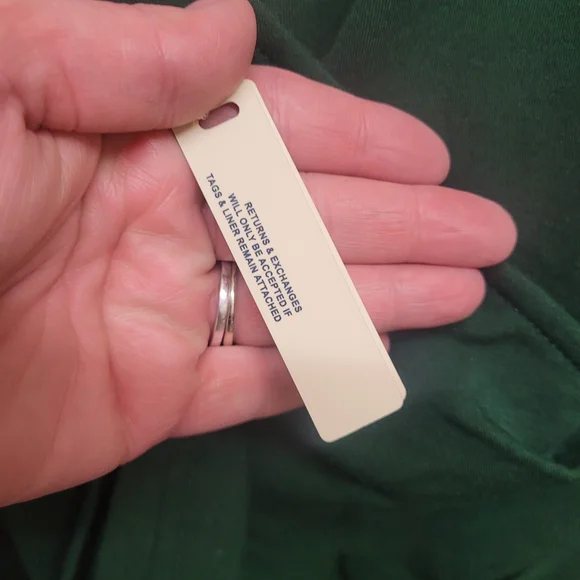 RETURNS & EXCHANGES
WILL ONLY BE ACCEPTED IF
TAGS & LINER REMAIN ATTACHED